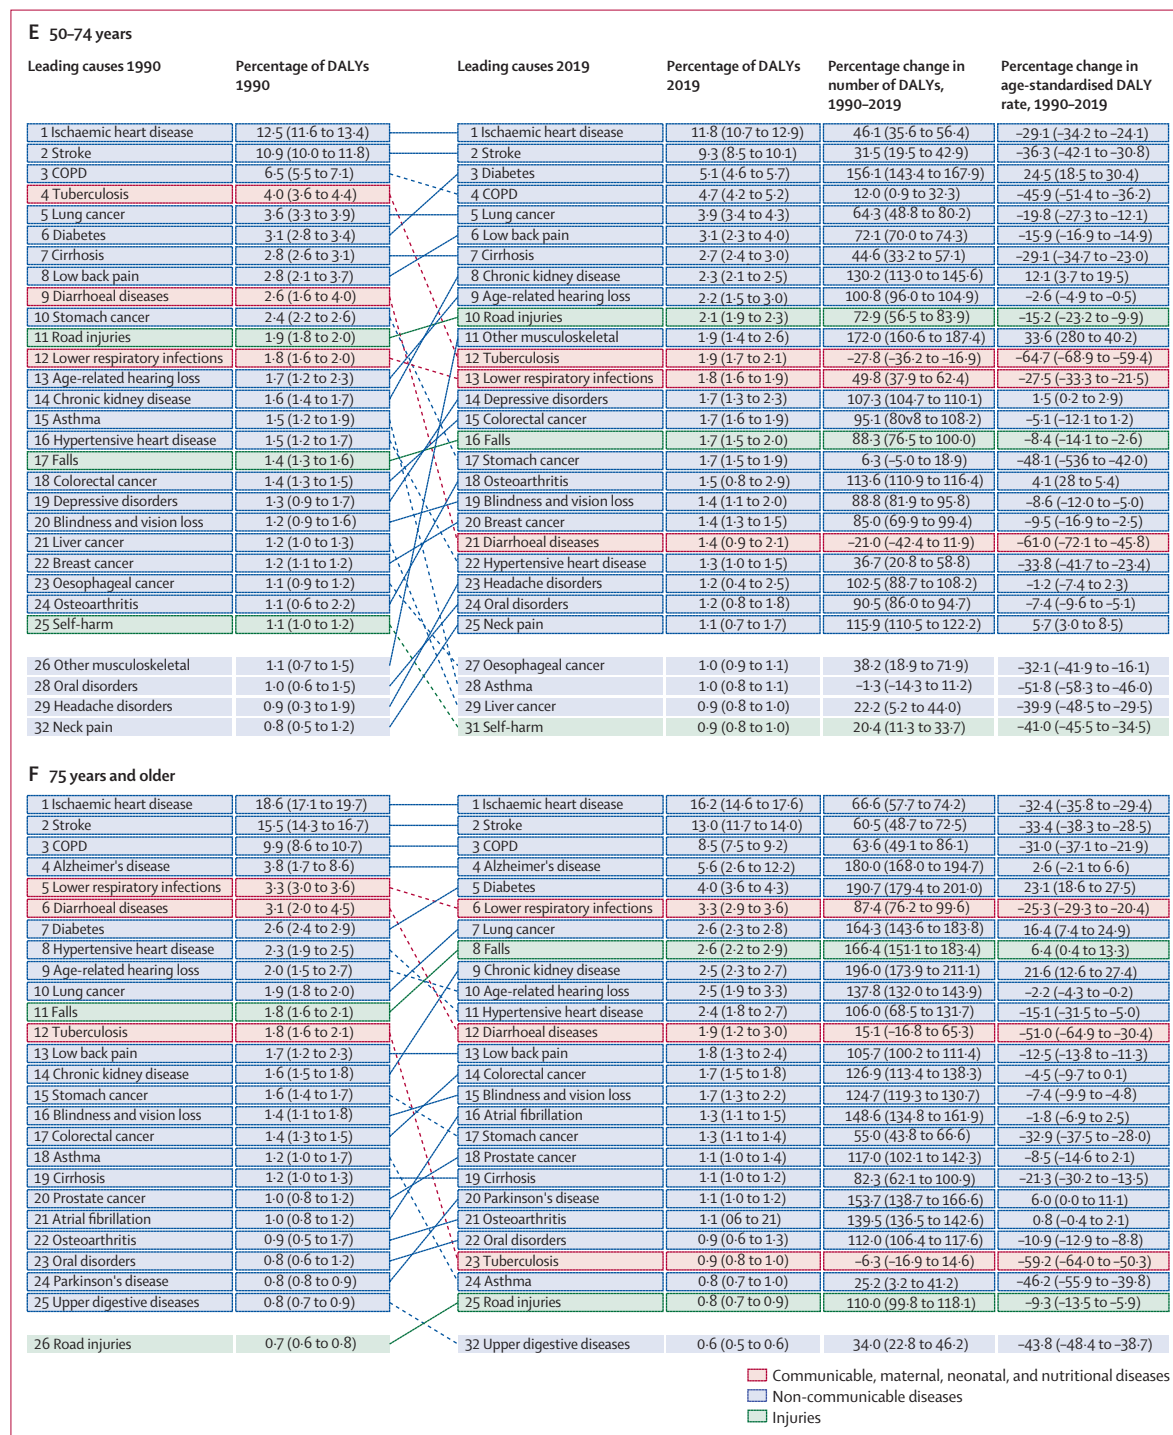 E 50–74 years
Leading causes 1990 Percentage of DALYs 1990 Leading causes 2019 Percentage of DALYs 2019 Percentage change in number of DALYs, 1990–2019 Percentage change in age-standardised DALY rate, 1990–2019
1 Ischaemic heart disease 12·5 (11·6 to 13·4) 1 Ischaemic heart disease 11·8 (10·7 to 12·9) 46·1 (35·6 to 56·4) –29·1 (–34·2 to –24·1)
2 Stroke 10·9 (10·0 to 11·8) 2 Stroke 9·3 (8·5 to 10·1) 31·5 (19·5 to 42·9) –36·3 (–42·1 to –30·8)
3 COPD 6·5 (5·5 to 7·1) 3 Diabetes 5·1 (4·6 to 5·7) 156·1 (143·4 to 167·9) 24·5 (18·5 to 30·4)
4 Tuberculosis 4·0 (3·6 to 4·4) 4 COPD 4·7 (4·2 to 5·2) 12·0 (0·9 to 32·3) –45·9 (–51·4 to –36·2)
5 Lung cancer 3·6 (3·3 to 3·9) 5 Lung cancer 3·9 (3·4 to 4·3) 64·3 (48·8 to 80·2) –19·8 (–27·3 to –12·1)
6 Diabetes 3·1 (2·8 to 3·4) 6 Low back pain 3·1 (2·3 to 4·0) 72·1 (70·0 to 74·3) –15·9 (–16·9 to –14·9)
7 Cirrhosis 2·8 (2·6 to 3·1) 7 Cirrhosis 2·7 (2·4 to 3·0) 44·6 (33·2 to 57·1) –29·1 (–34·7 to –23·0)
8 Low back pain 2·8 (2·1 to 3·7) 8 Chronic kidney disease 2·3 (2·1 to 2·5) 130·2 (113·0 to 145·6) 12·1 (3·7 to 19·5)
9 Diarrhoeal diseases 2·6 (1·6 to 4·0) 9 Age-related hearing loss 2·2 (1·5 to 3·0) 100·8 (96·0 to 104·9) –2·6 (–4·9 to –0·5)
10 Stomach cancer 2·4 (2·2 to 2·6) 10 Road injuries 2·1 (1·9 to 2·3) 72·9 (56·5 to 83·9) –15·2 (–23·2 to –9·9)
11 Road injuries 1·9 (1·8 to 2·0) 11 Other musculoskeletal 1·9 (1·4 to 2·6) 172·0 (160·6 to 187·4) 33·6 (280 to 40·2)
12 Lower respiratory infections 1·8 (1·6 to 2·0) 12 Tuberculosis 1·9 (1·7 to 2·1) –27·8 (–36·2 to –16·9) –64·7 (–68·9 to –59·4)
13 Age-related hearing loss 1·7 (1·2 to 2·3) 13 Lower respiratory infections 1·8 (1·6 to 1·9) 49·8 (37·9 to 62·4) –27·5 (–33·3 to –21·5)
14 Chronic kidney disease 1·6 (1·4 to 1·7) 14 Depressive disorders 1·7 (1·3 to 2·3) 107·3 (104·7 to 110·1) 1·5 (0·2 to 2·9)
15 Asthma 1·5 (1·2 to 1·9) 15 Colorectal cancer 1·7 (1·6 to 1·9) 95·1 (80v8 to 108·2) –5·1 (–12·1 to 1·2)
16 Hypertensive heart disease 1·5 (1·2 to 1·7) 16 Falls 1·7 (1·5 to 2·0) 88·3 (76·5 to 100·0) –8·4 (–14·1 to –2·6)
17 Falls 1·4 (1·3 to 1·6) 17 Stomach cancer 1·7 (1·5 to 1·9) 6·3 (–5·0 to 18·9) –48·1 (–536 to –42·0)
18 Colorectal cancer 1·4 (1·3 to 1·5) 18 Osteoarthritis 1·5 (0·8 to 2·9) 113·6 (110·9 to 116·4) 4·1 (28 to 5·4)
19 Depressive disorders 1·3 (0·9 to 1·7) 19 Blindness and vision loss 1·4 (1·1 to 2·0) 88·8 (81·9 to 95·8) –8·6 (–12·0 to –5·0)
20 Blindness and vision loss 1·2 (0·9 to 1·6) 20 Breast cancer 1·4 (1·3 to 1·5) 85·0 (69·9 to 99·4) –9·5 (–16·9 to –2·5)
21 Liver cancer 1·2 (1·0 to 1·3) 21 Diarrhoeal diseases 1·4 (0·9 to 2·1) –21·0 (–42·4 to 11·9) –61·0 (–72·1 to –45·8)
22 Breast cancer 1·2 (1·1 to 1·2) 22 Hypertensive heart disease 1·3 (1·0 to 1·5) 36·7 (20·8 to 58·8) –33·8 (–41·7 to –23·4)
23 Oesophageal cancer 1·1 (0·9 to 1·2) 23 Headache disorders 1·2 (0·4 to 2·5) 102·5 (88·7 to 108·2) –1·2 (–7·4 to 2·3)
24 Osteoarthritis 1·1 (0·6 to 2·2) 24 Oral disorders 1·2 (0·8 to 1·8) 90·5 (86·0 to 94·7) –7·4 (–9·6 to –5·1)
25 Self-harm 1·1 (1·0 to 1·2) 25 Neck pain 1·1 (0·7 to 1·7) 115·9 (110·5 to 122·2) 5·7 (3·0 to 8·5)
26 Other musculoskeletal 1·1 (0·7 to 1·5) 27 Oesophageal cancer 1·0 (0·9 to 1·1) 38·2 (18·9 to 71·9) –32·1 (–41·9 to –16·1)
28 Oral disorders 1·0 (0·6 to 1·5) 28 Asthma 1·0 (0·8 to 1·1) –1·3 (–14·3 to 11·2) –51·8 (–58·3 to –46·0)
29 Headache disorders 0·9 (0·3 to 1·9) 29 Liver cancer 0·9 (0·8 to 1·0) 22·2 (5·2 to 44·0) –39·9 (–48·5 to –29·5)
32 Neck pain 0·8 (0·5 to 1·2) 31 Self-harm 0·9 (0·8 to 1·0) 20·4 (11·3 to 33·7) –41·0 (–45·5 to –34·5)
F 75 years and older
1 Ischaemic heart disease 18·6 (17·1 to 19·7) 1 Ischaemic heart disease 16·2 (14·6 to 17·6) 66·6 (57·7 to 74·2) –32·4 (–35·8 to –29·4)
2 Stroke 15·5 (14·3 to 16·7) 2 Stroke 13·0 (11·7 to 14·0) 60·5 (48·7 to 72·5) –33·4 (–38·3 to –28·5)
3 COPD 9·9 (8·6 to 10·7) 3 COPD 8·5 (7·5 to 9·2) 63·6 (49·1 to 86·1) –31·0 (–37·1 to –21·9)
4 Alzheimer's disease 3·8 (1·7 to 8·6) 4 Alzheimer's disease 5·6 (2·6 to 12·2) 180·0 (168·0 to 194·7) 2·6 (–2·1 to 6·6)
5 Lower respiratory infections 3·3 (3·0 to 3·6) 5 Diabetes 4·0 (3·6 to 4·3) 190·7 (179·4 to 201·0) 23·1 (18·6 to 27·5)
6 Diarrhoeal diseases 3·1 (2·0 to 4·5) 6 Lower respiratory infections 3·3 (2·9 to 3·6) 87·4 (76·2 to 99·6) –25·3 (–29·3 to –20·4)
7 Diabetes 2·6 (2·4 to 2·9) 7 Lung cancer 2·6 (2·3 to 2·8) 164·3 (143·6 to 183·8) 16·4 (7·4 to 24·9)
8 Hypertensive heart disease 2·3 (1·9 to 2·5) 8 Falls 2·6 (2·2 to 2·9) 166·4 (151·1 to 183·4) 6·4 (0·4 to 13·3)
9 Age-related hearing loss 2·0 (1·5 to 2·7) 9 Chronic kidney disease 2·5 (2·3 to 2·7) 196·0 (173·9 to 211·1) 21·6 (12·6 to 27·4)
10 Lung cancer 1·9 (1·8 to 2·0) 10 Age-related hearing loss 2·5 (1·9 to 3·3) 137·8 (132·0 to 143·9) –2·2 (–4·3 to –0·2)
11 Falls 1·8 (1·6 to 2·1) 11 Hypertensive heart disease 2·4 (1·8 to 2·7) 106·0 (68·5 to 131·7) –15·1 (–31·5 to –5·0)
12 Tuberculosis 1·8 (1·6 to 2·1) 12 Diarrhoeal diseases 1·9 (1·2 to 3·0) 15·1 (–16·8 to 65·3) –51·0 (–64·9 to –30·4)
13 Low back pain 1·7 (1·2 to 2·3) 13 Low back pain 1·8 (1·3 to 2·4) 105·7 (100·2 to 111·4) –12·5 (–13·8 to –11·3)
14 Chronic kidney disease 1·6 (1·5 to 1·8) 14 Colorectal cancer 1·7 (1·5 to 1·8) 126·9 (113·4 to 138·3) –4·5 (–9·7 to 0·1)
15 Stomach cancer 1·6 (1·4 to 1·7) 15 Blindness and vision loss 1·7 (1·3 to 2·2) 124·7 (119·3 to 130·7) –7·4 (–9·9 to –4·8)
16 Blindness and vision loss 1·4 (1·1 to 1·8) 16 Atrial fibrillation 1·3 (1·1 to 1·5) 148·6 (134·8 to 161·9) –1·8 (–6·9 to 2·5)
17 Colorectal cancer 1·4 (1·3 to 1·5) 17 Stomach cancer 1·3 (1·1 to 1·4) 55·0 (43·8 to 66·6) –32·9 (–37·5 to –28·0)
18 Asthma 1·2 (1·0 to 1·7) 18 Prostate cancer 1·1 (1·0 to 1·4) 117·0 (102·1 to 142·3) –8·5 (–14·6 to 2·1)
19 Cirrhosis 1·2 (1·0 to 1·3) 19 Cirrhosis 1·1 (1·0 to 1·2) 82·3 (62·1 to 100·9) –21·3 (–30·2 to –13·5)
20 Prostate cancer 1·0 (0·8 to 1·2) 20 Parkinson's disease 1·1 (1·0 to 1·2) 153·7 (138·7 to 166·6) 6·0 (0·0 to 11·1)
21 Atrial fibrillation 1·0 (0·8 to 1·2) 21 Osteoarthritis 1·1 (06 to 21) 139·5 (136·5 to 142·6) 0·8 (–0·4 to 2·1)
22 Osteoarthritis 0·9 (0·5 to 1·7) 22 Oral disorders 0·9 (0·6 to 1·3) 112·0 (106·4 to 117·6) –10·9 (–12·9 to –8·8)
23 Oral disorders 0·8 (0·6 to 1·2) 23 Tuberculosis 0·9 (0·8 to 1·0) –6·3 (–16·9 to 14·6) –59·2 (–64·0 to –50·3)
24 Parkinson's disease 0·8 (0·8 to 0·9) 24 Asthma 0·8 (0·7 to 1·0) 25·2 (3·2 to 41·2) –46·2 (–55·9 to –39·8)
25 Upper digestive diseases 0·8 (0·7 to 0·9) 25 Road injuries 0·8 (0·7 to 0·9) 110·0 (99·8 to 118·1) –9·3 (–13·5 to –5·9)
26 Road injuries 0·7 (0·6 to 0·8) 32 Upper digestive diseases 0·6 (0·5 to 0·6) 34·0 (22·8 to 46·2) –43·8 (–48·4 to –38·7)
Communicable, maternal, neonatal, and nutritional diseases
Non-communicable diseases
Injuries